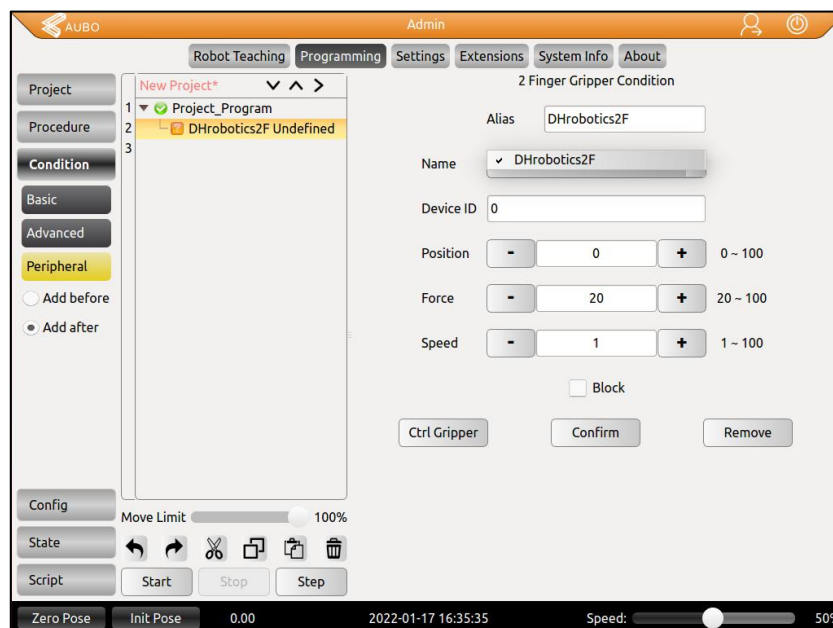 AUBO
Admin
Robot Teaching Programming Settings Extensions System Info About
Project
Procedure
Condition
Basic
Advanced
Peripheral
Add before
Add after
Config
State
Script
New Project*
1 Project_Program
2 DHrobotics2F Undefined
3
Move Limit 100%
Start Stop Step
2 Finger Gripper Condition
Alias DHrobotics2F
Name DHrobotics2F
Device ID 0
Position - 0 + 0 ~ 100
Force - 20 + 20 ~ 100
Speed - 1 + 1 ~ 100
Block
Ctrl Gripper Confirm Remove
Zero Pose Init Pose 0.00 2022-01-17 16:35:35 Speed: 50%